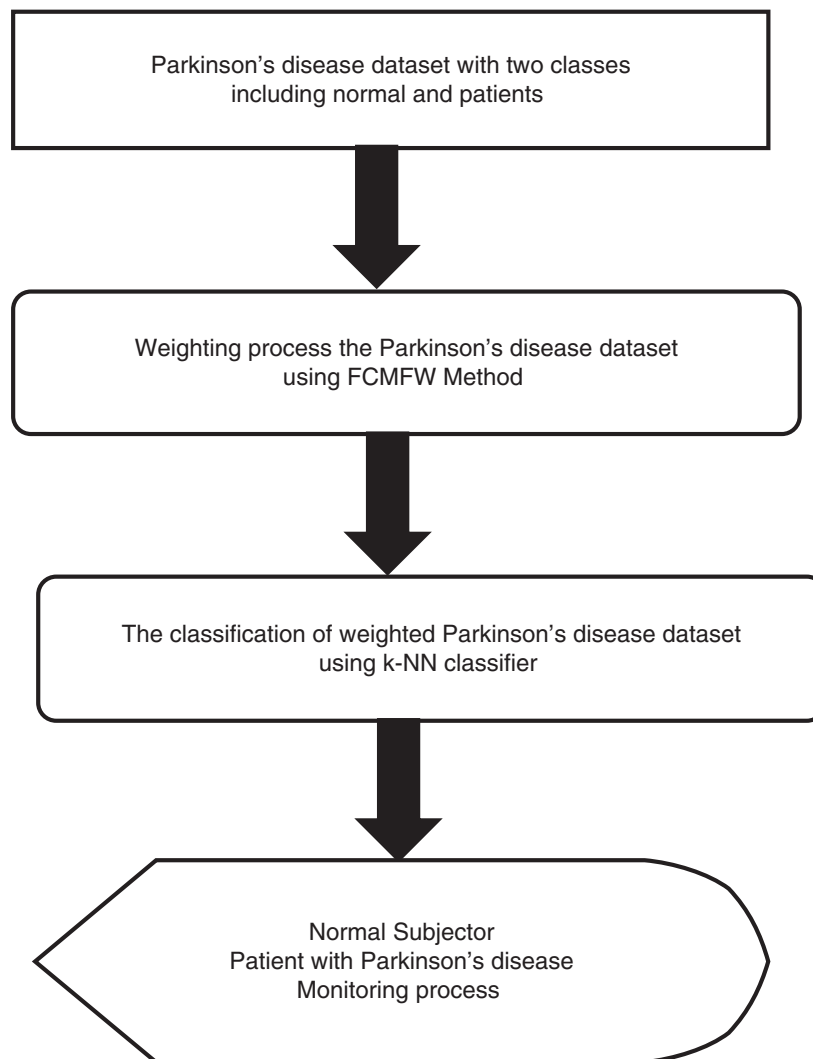 Parkinson's disease dataset with two classes
including normal and patients
Weighting process the Parkinson's disease dataset
using FCMFW Method
The classification of weighted Parkinson's disease dataset
using k-NN classifier
Normal Subjector
Patient with Parkinson's disease
Monitoring process